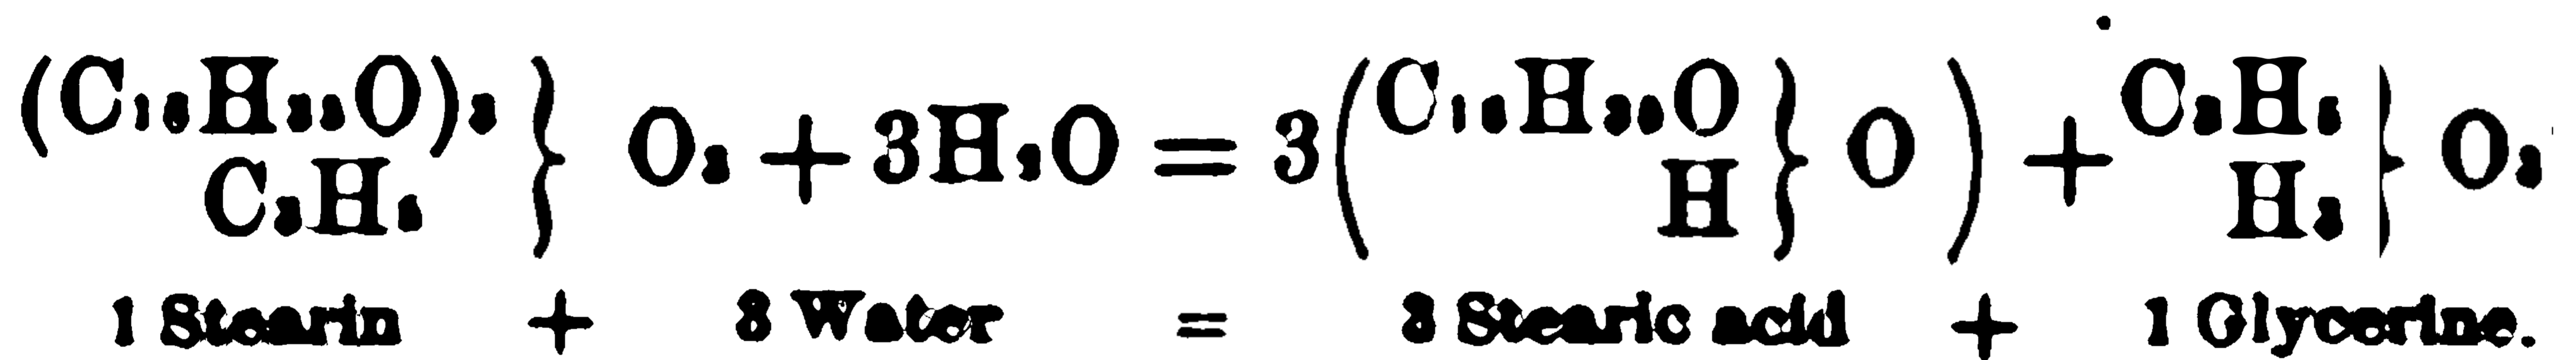 (C₁₈H₃₅O)₃ } O₃ + 3H₂O = 3 ( C₁₈H₃₅O } O ) + C₃H₅ } O₃
C₃H₅ H H₃
1 Stearin + 3 Water = 3 Stearic acid + 1 Glycerine.